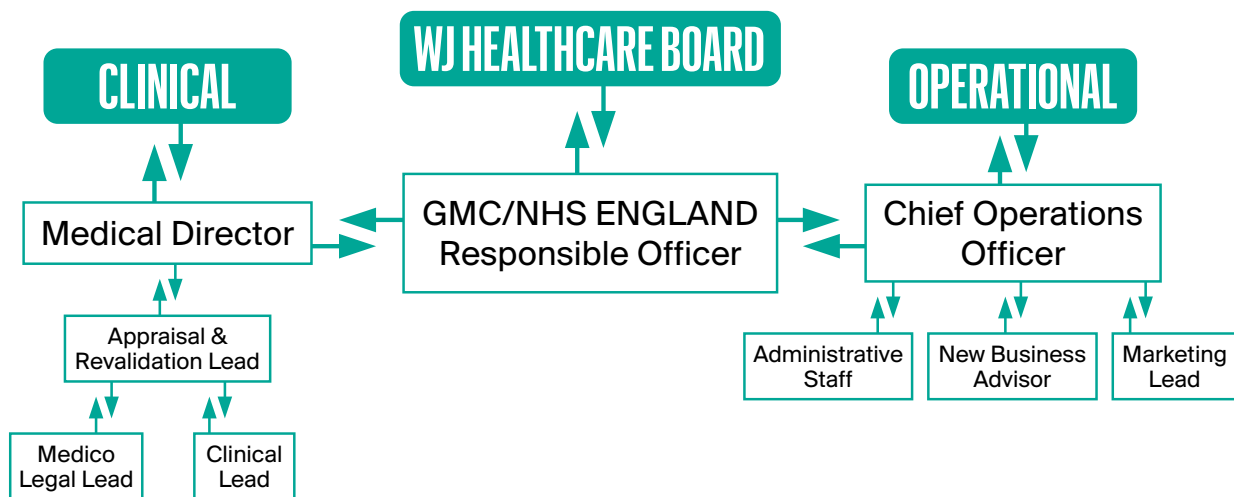 CLINICAL
WJ HEALTHCARE BOARD
OPERATIONAL
Medical Director
GMC/NHS ENGLAND
Responsible Officer
Chief Operations
Officer
Appraisal &
Revalidation Lead
Administrative
Staff
New Business
Advisor
Marketing
Lead
Medico
Legal Lead
Clinical
Lead